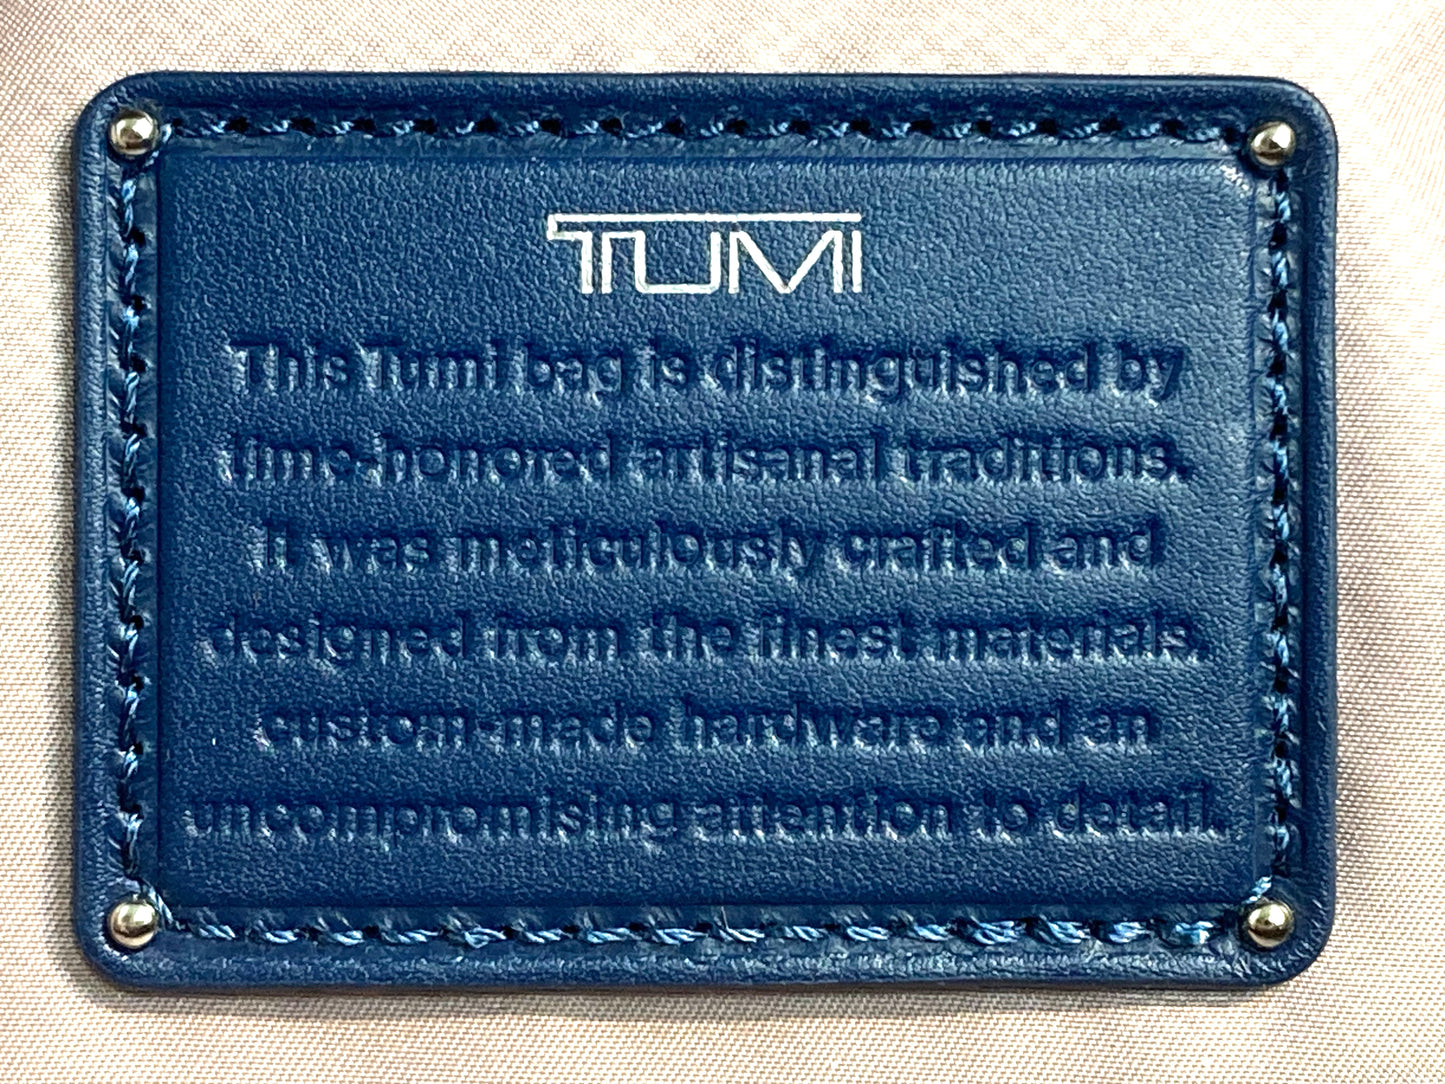 TUMI
This Tumi bag is distinguished by
time-honored artisanal traditions.
It was meticulously crafted and
designed from the finest materials,
custom-made hardware and an
uncompromising attention to detail.